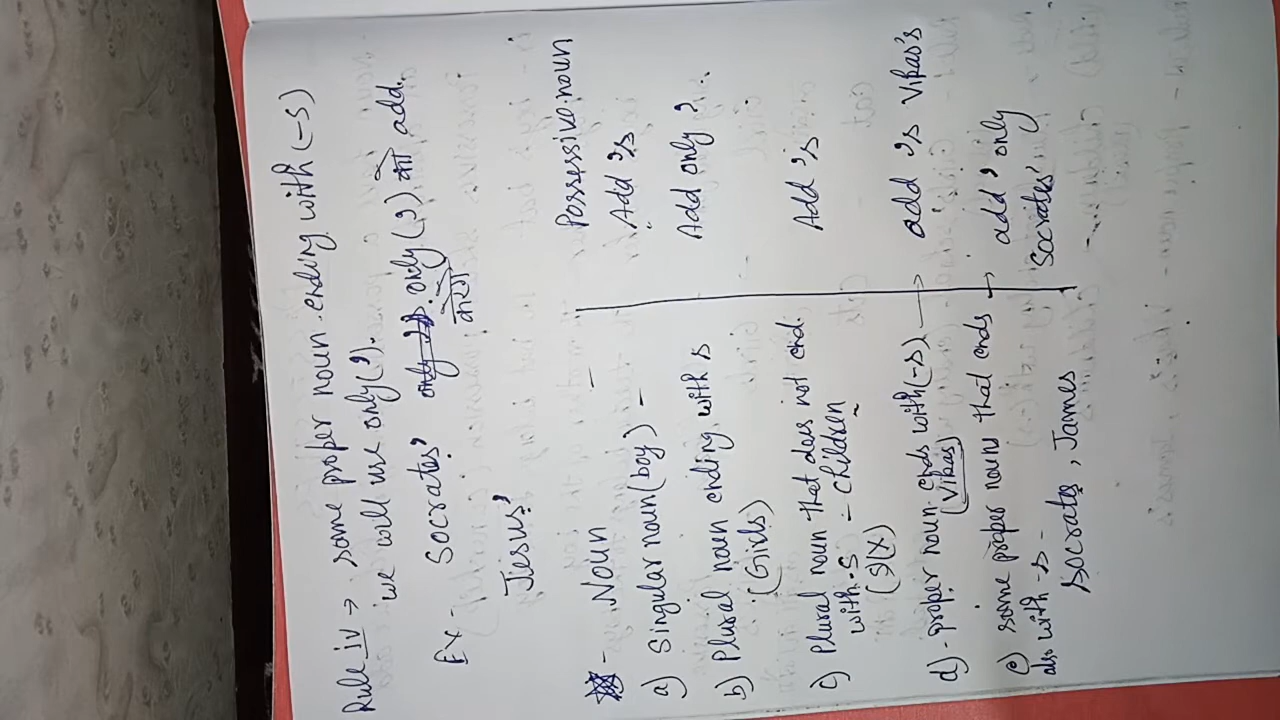 Rule iv → some proper noun ending with (-s)
we will use only (').
Ex - Socrates' only (') को add.
करेंगे
Jesus'
- Noun - Possessive noun
a) Singular noun (boy) - Add 's
b) Plural noun ending with s Add only '
(Girls)
c) Plural noun that does not end. Add 's
with s - children
(s)(x)
d) - proper noun ends with (-s) → add 's Vikas's
(Vikas)
e) some proper noun that ends → add ' only
also with -s - Socrates'
socrates, James